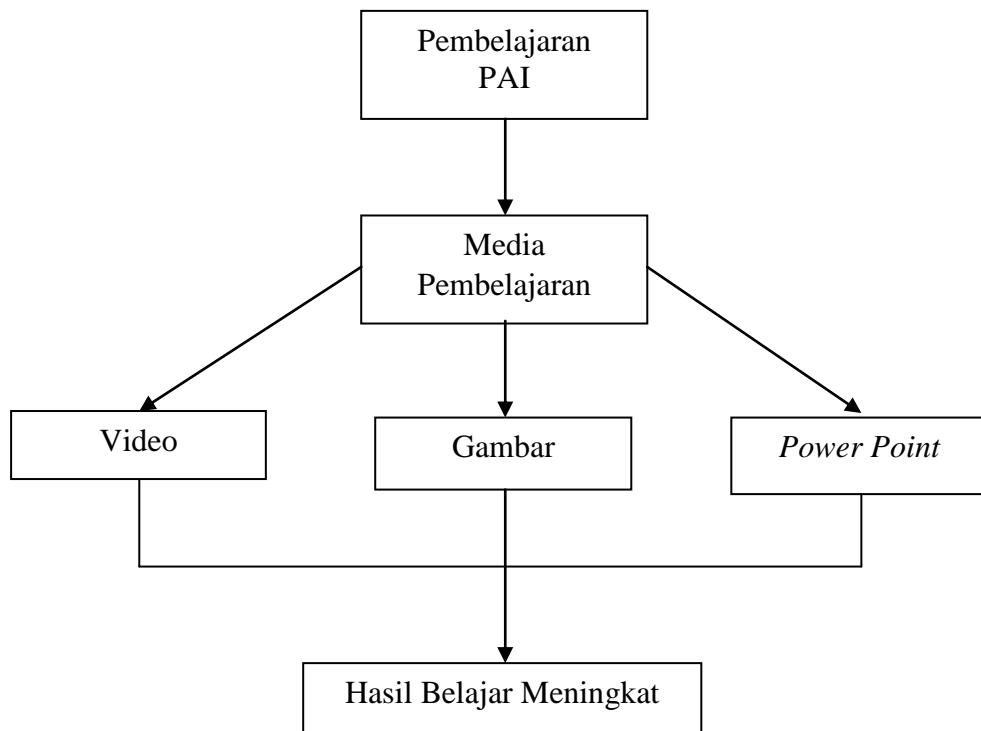 Pembelajaran
PAI
Media
Pembelajaran
Video
Gambar
Power Point
Hasil Belajar Meningkat